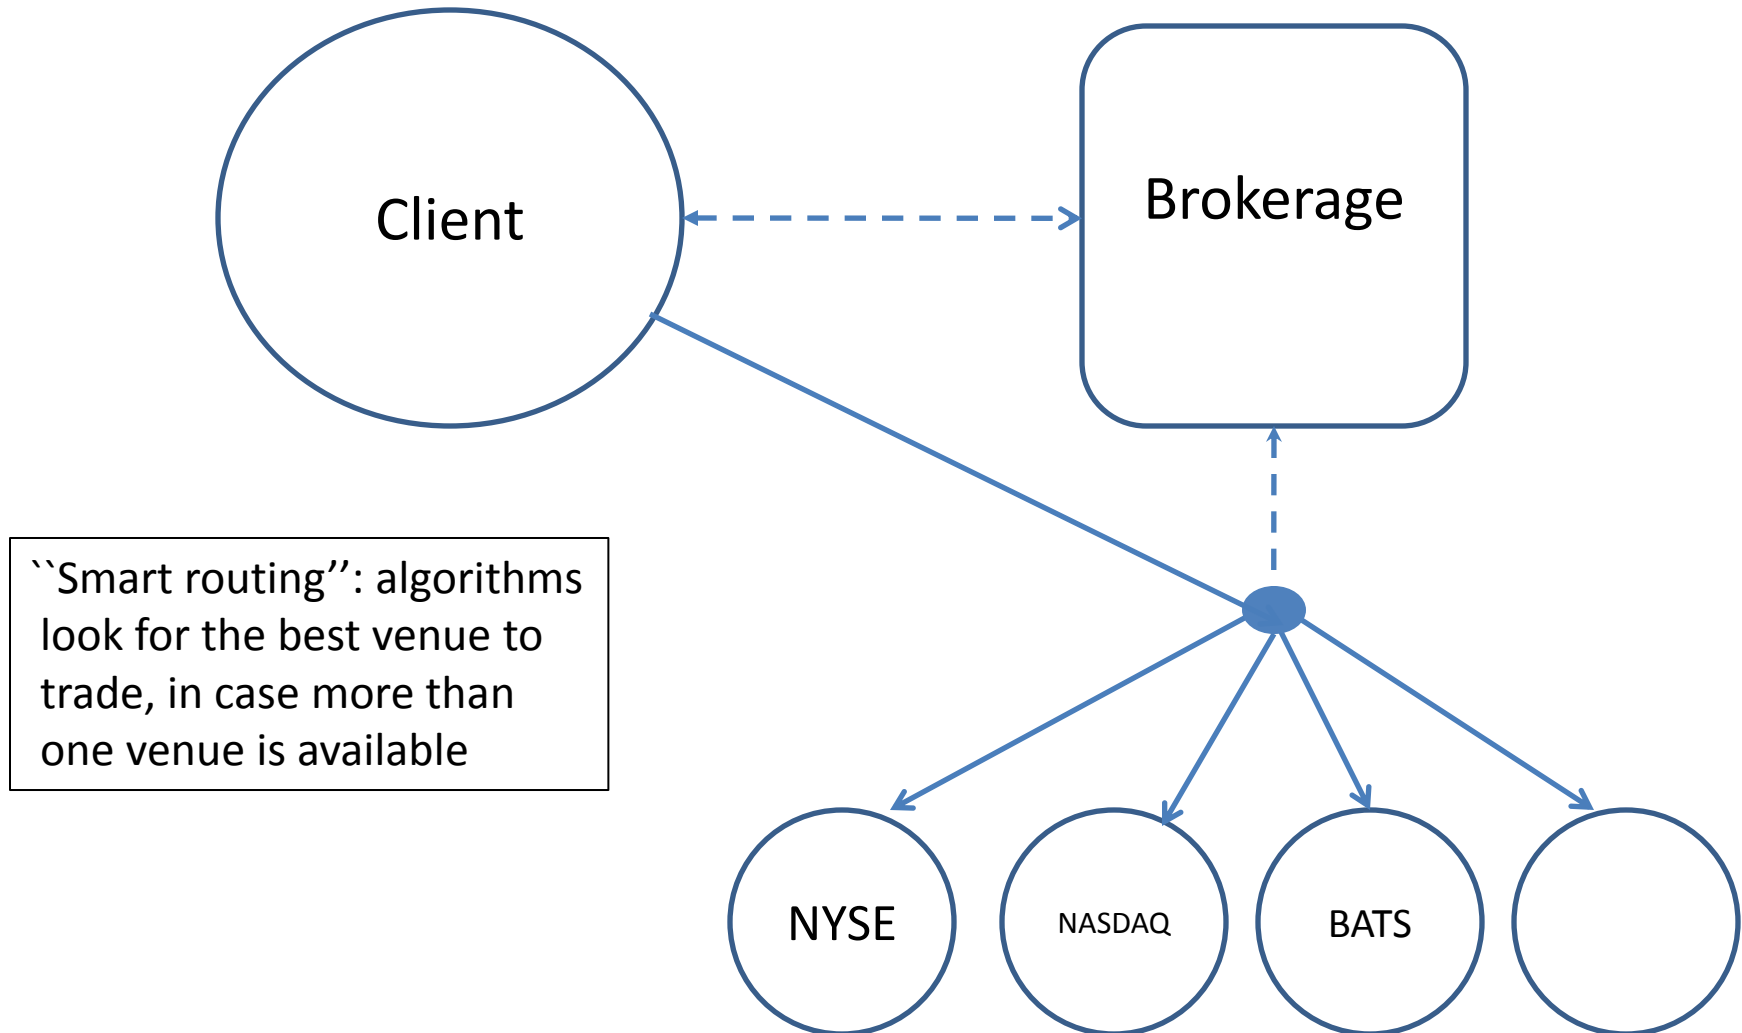 Client
Brokerage
``Smart routing’’: algorithms
look for the best venue to
trade, in case more than
one venue is available
NYSE
NASDAQ
BATS